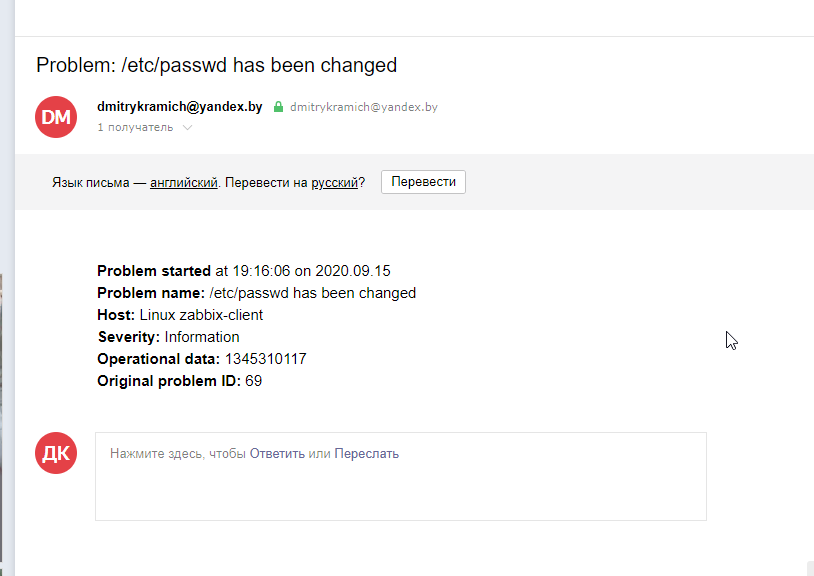 Problem: /etc/passwd has been changed
DM
dmitrykramich@yandex.by dmitrykramich@yandex.by
1 получатель
Язык письма — английский. Перевести на русский? Перевести
Problem started at 19:16:06 on 2020.09.15
Problem name: /etc/passwd has been changed
Host: Linux zabbix-client
Severity: Information
Operational data: 1345310117
Original problem ID: 69
ДК
Нажмите здесь, чтобы Ответить или Переслать